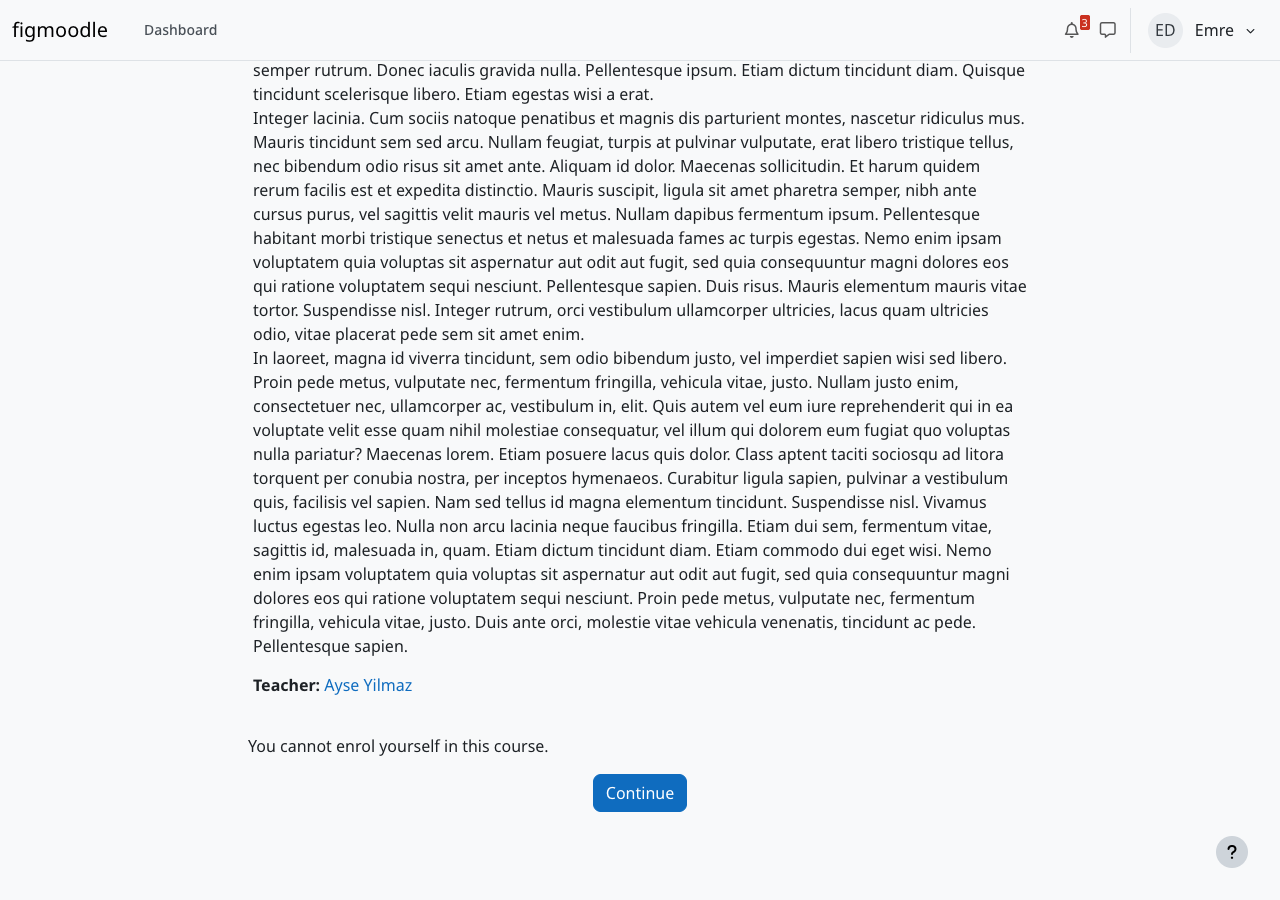 figmoodle
Dashboard
3
ED
Emre
semper rutrum. Donec iaculis gravida nulla. Pellentesque ipsum. Etiam dictum tincidunt diam. Quisque
tincidunt scelerisque libero. Etiam egestas wisi a erat.
Integer lacinia. Cum sociis natoque penatibus et magnis dis parturient montes, nascetur ridiculus mus.
Mauris tincidunt sem sed arcu. Nullam feugiat, turpis at pulvinar vulputate, erat libero tristique tellus,
nec bibendum odio risus sit amet ante. Aliquam id dolor. Maecenas sollicitudin. Et harum quidem
rerum facilis est et expedita distinctio. Mauris suscipit, ligula sit amet pharetra semper, nibh ante
cursus purus, vel sagittis velit mauris vel metus. Nullam dapibus fermentum ipsum. Pellentesque
habitant morbi tristique senectus et netus et malesuada fames ac turpis egestas. Nemo enim ipsam
voluptatem quia voluptas sit aspernatur aut odit aut fugit, sed quia consequuntur magni dolores eos
qui ratione voluptatem sequi nesciunt. Pellentesque sapien. Duis risus. Mauris elementum mauris vitae
tortor. Suspendisse nisl. Integer rutrum, orci vestibulum ullamcorper ultricies, lacus quam ultricies
odio, vitae placerat pede sem sit amet enim.
In laoreet, magna id viverra tincidunt, sem odio bibendum justo, vel imperdiet sapien wisi sed libero.
Proin pede metus, vulputate nec, fermentum fringilla, vehicula vitae, justo. Nullam justo enim,
consectetuer nec, ullamcorper ac, vestibulum in, elit. Quis autem vel eum iure reprehenderit qui in ea
voluptate velit esse quam nihil molestiae consequatur, vel illum qui dolorem eum fugiat quo voluptas
nulla pariatur? Maecenas lorem. Etiam posuere lacus quis dolor. Class aptent taciti sociosqu ad litora
torquent per conubia nostra, per inceptos hymenaeos. Curabitur ligula sapien, pulvinar a vestibulum
quis, facilisis vel sapien. Nam sed tellus id magna elementum tincidunt. Suspendisse nisl. Vivamus
luctus egestas leo. Nulla non arcu lacinia neque faucibus fringilla. Etiam dui sem, fermentum vitae,
sagittis id, malesuada in, quam. Etiam dictum tincidunt diam. Etiam commodo dui eget wisi. Nemo
enim ipsam voluptatem quia voluptas sit aspernatur aut odit aut fugit, sed quia consequuntur magni
dolores eos qui ratione voluptatem sequi nesciunt. Proin pede metus, vulputate nec, fermentum
fringilla, vehicula vitae, justo. Duis ante orci, molestie vitae vehicula venenatis, tincidunt ac pede.
Pellentesque sapien.
Teacher: Ayse Yilmaz
You cannot enrol yourself in this course.
Continue
?